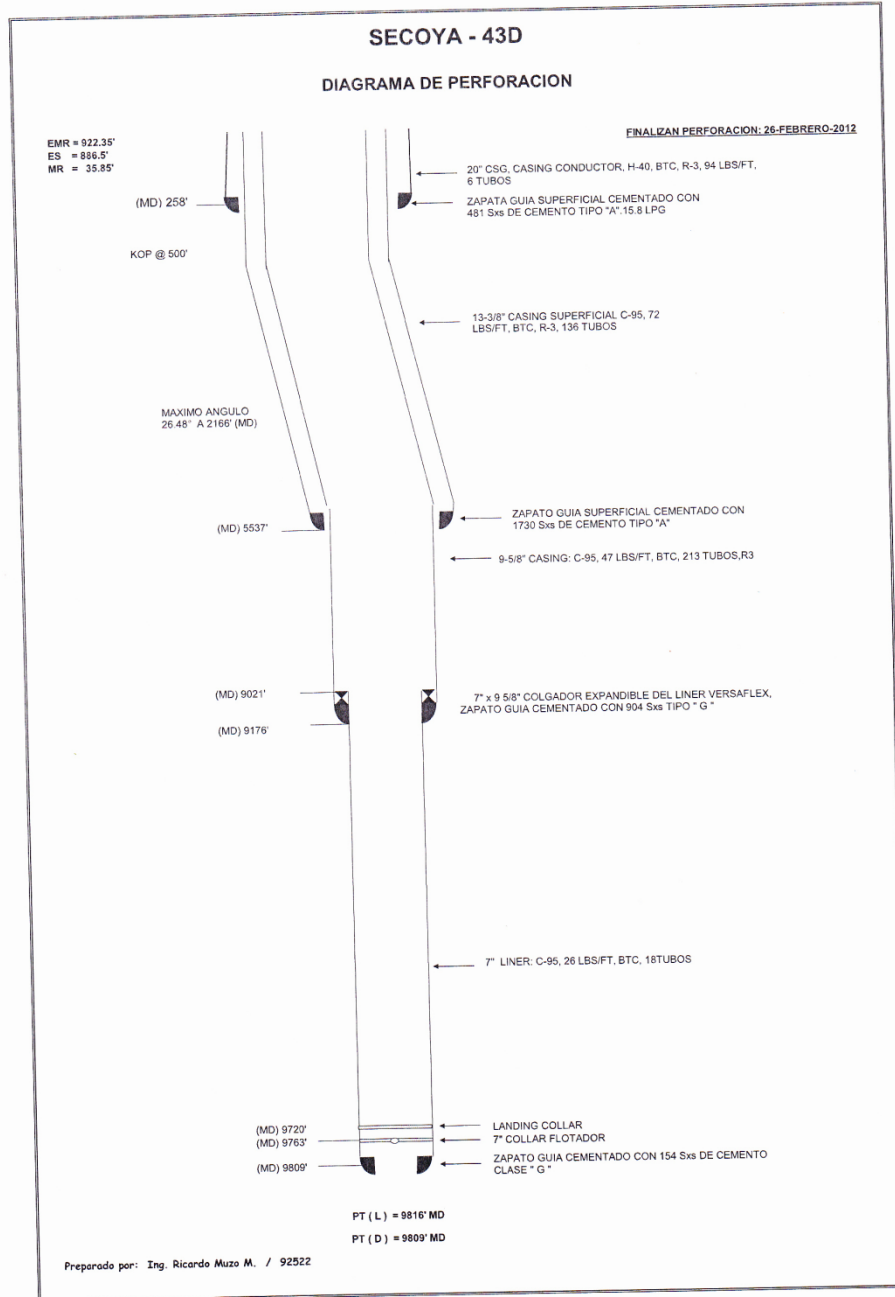 SECOYA - 43D
DIAGRAMA DE PERFORACION
FINALIZAN PERFORACION: 26-FEBRERO-2012
EMR = 922.35'
ES = 886.5'
MR = 35.85'
20" CSG, CASING CONDUCTOR, H-40, BTC, R-3, 94 LBS/FT,
6 TUBOS
(MD) 258'
ZAPATA GUIA SUPERFICIAL CEMENTADO CON
481 Sxs DE CEMENTO TIPO "A".15.8 LPG
KOP @ 500'
13-3/8" CASING SUPERFICIAL C-95, 72
LBS/FT, BTC, R-3, 136 TUBOS
MAXIMO ANGULO
26.48° A 2166' (MD)
(MD) 5537'
ZAPATO GUIA SUPERFICIAL CEMENTADO CON
1730 Sxs DE CEMENTO TIPO "A"
9-5/8" CASING: C-95, 47 LBS/FT, BTC, 213 TUBOS,R3
(MD) 9021'
7" x 9 5/8" COLGADOR EXPANDIBLE DEL LINER VERSAFLEX,
ZAPATO GUIA CEMENTADO CON 904 Sxs TIPO " G "
(MD) 9176'
7" LINER: C-95, 26 LBS/FT, BTC, 18TUBOS
(MD) 9720'
LANDING COLLAR
(MD) 9763'
7" COLLAR FLOTADOR
(MD) 9809'
ZAPATO GUIA CEMENTADO CON 154 Sxs DE CEMENTO
CLASE " G "
PT ( L ) = 9816' MD
PT ( D ) = 9809' MD
Preparado por: Ing. Ricardo Muzo M. / 92522